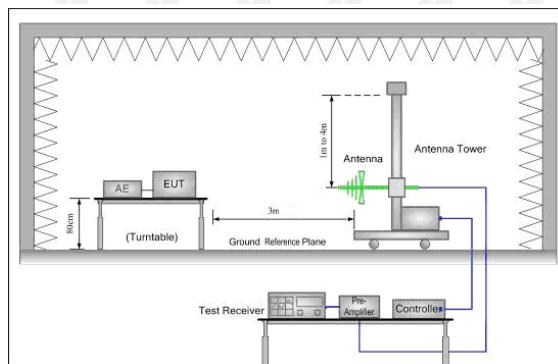 1m to 4m
Antenna
Antenna Tower
AE
EUT
80cm
(Turntable)
3m
Ground Reference Plane
Test Receiver
Pre-
Amplifier
Controller